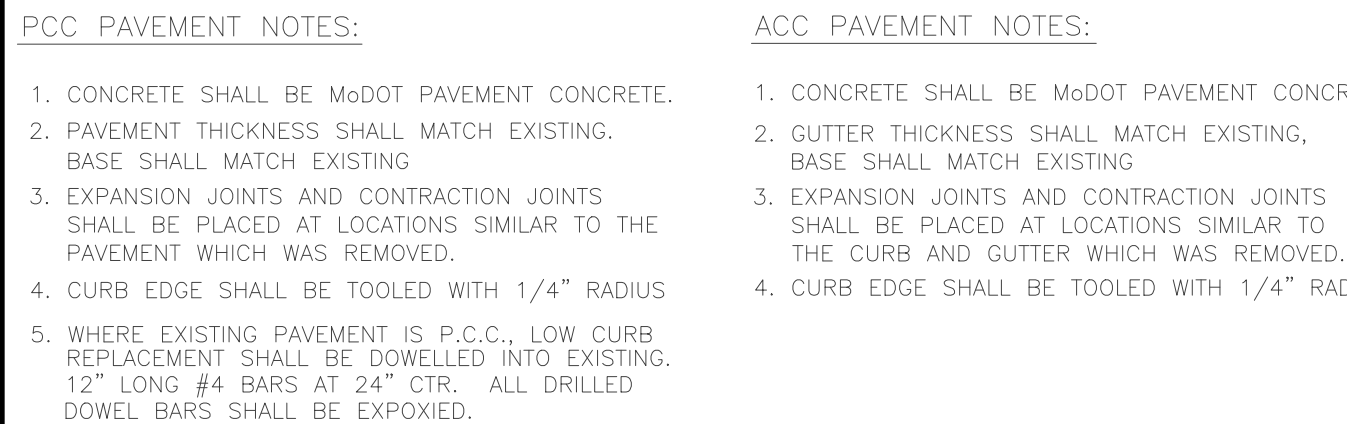 PCC PAVEMENT NOTES:
1. CONCRETE SHALL BE MoDOT PAVEMENT CONCRETE.
2. PAVEMENT THICKNESS SHALL MATCH EXISTING.
BASE SHALL MATCH EXISTING
3. EXPANSION JOINTS AND CONTRACTION JOINTS
SHALL BE PLACED AT LOCATIONS SIMILAR TO THE
PAVEMENT WHICH WAS REMOVED.
4. CURB EDGE SHALL BE TOOLED WITH 1/4" RADIUS
5. WHERE EXISTING PAVEMENT IS P.C.C., LOW CURB
REPLACEMENT SHALL BE DOWELLED INTO EXISTING.
12" LONG #4 BARS AT 24" CTR. ALL DRILLED
DOWEL BARS SHALL BE EXPOXIED.
ACC PAVEMENT NOTES:
1. CONCRETE SHALL BE MoDOT PAVEMENT CONCR
2. GUTTER THICKNESS SHALL MATCH EXISTING,
BASE SHALL MATCH EXISTING
3. EXPANSION JOINTS AND CONTRACTION JOINTS
SHALL BE PLACED AT LOCATIONS SIMILAR TO
THE CURB AND GUTTER WHICH WAS REMOVED.
4. CURB EDGE SHALL BE TOOLED WITH 1/4" RAD